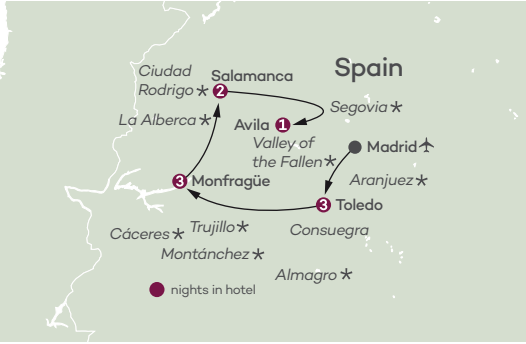 Spain
Ciudad
Rodrigo *
Salamanca
2
La Alberca *
Segovia *
Avila 1
Valley of
the Fallen *
Madrid
Aranjuez *
3 Monfragüe
3 Toledo
Cáceres *
Trujillo *
Consuegra
Montánchez *
Almagro *
nights in hotel